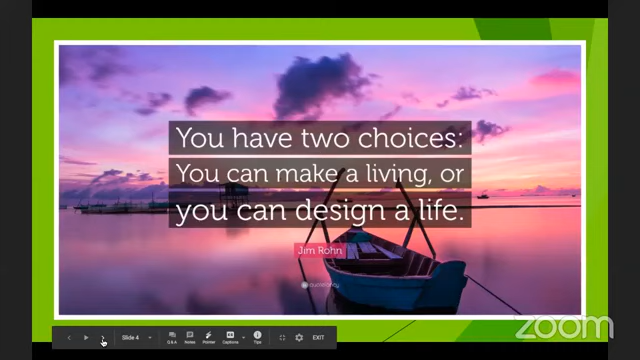 You have two choices:
You can make a living, or
you can design a life.
Jim Rohn
quotefancy
zoom
Slide 4
Q&A
Notes
Pointer
Captions
Tips
EXIT